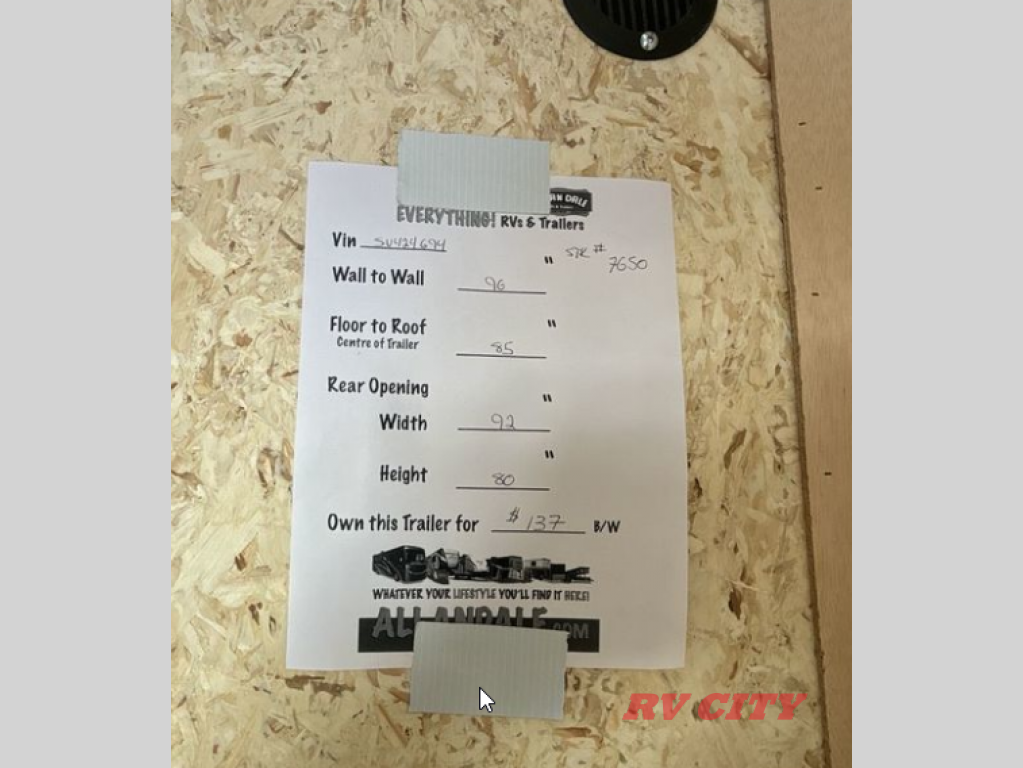 EVERYTHING! RVs & Trailers
Vin SU424694
STK # 7650
Wall to Wall 96 "
Floor to Roof 85 "
Centre of Trailer
Rear Opening
Width 92 "
Height 80 "
Own this Trailer for $ 137 B/W
WHATEVER YOUR LIFESTYLE YOU'LL FIND IT HERE!
ALLANDALE.COM
RV CITY